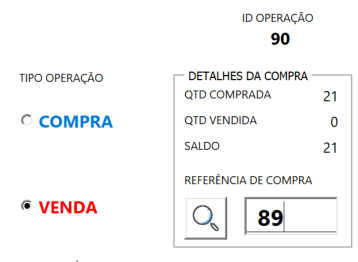 ID OPERAÇÃO
90
TIPO OPERAÇÃO
COMPRA
VENDA
DETALHES DA COMPRA
QTD COMPRADA 21
QTD VENDIDA 0
SALDO 21
REFERÊNCIA DE COMPRA
89